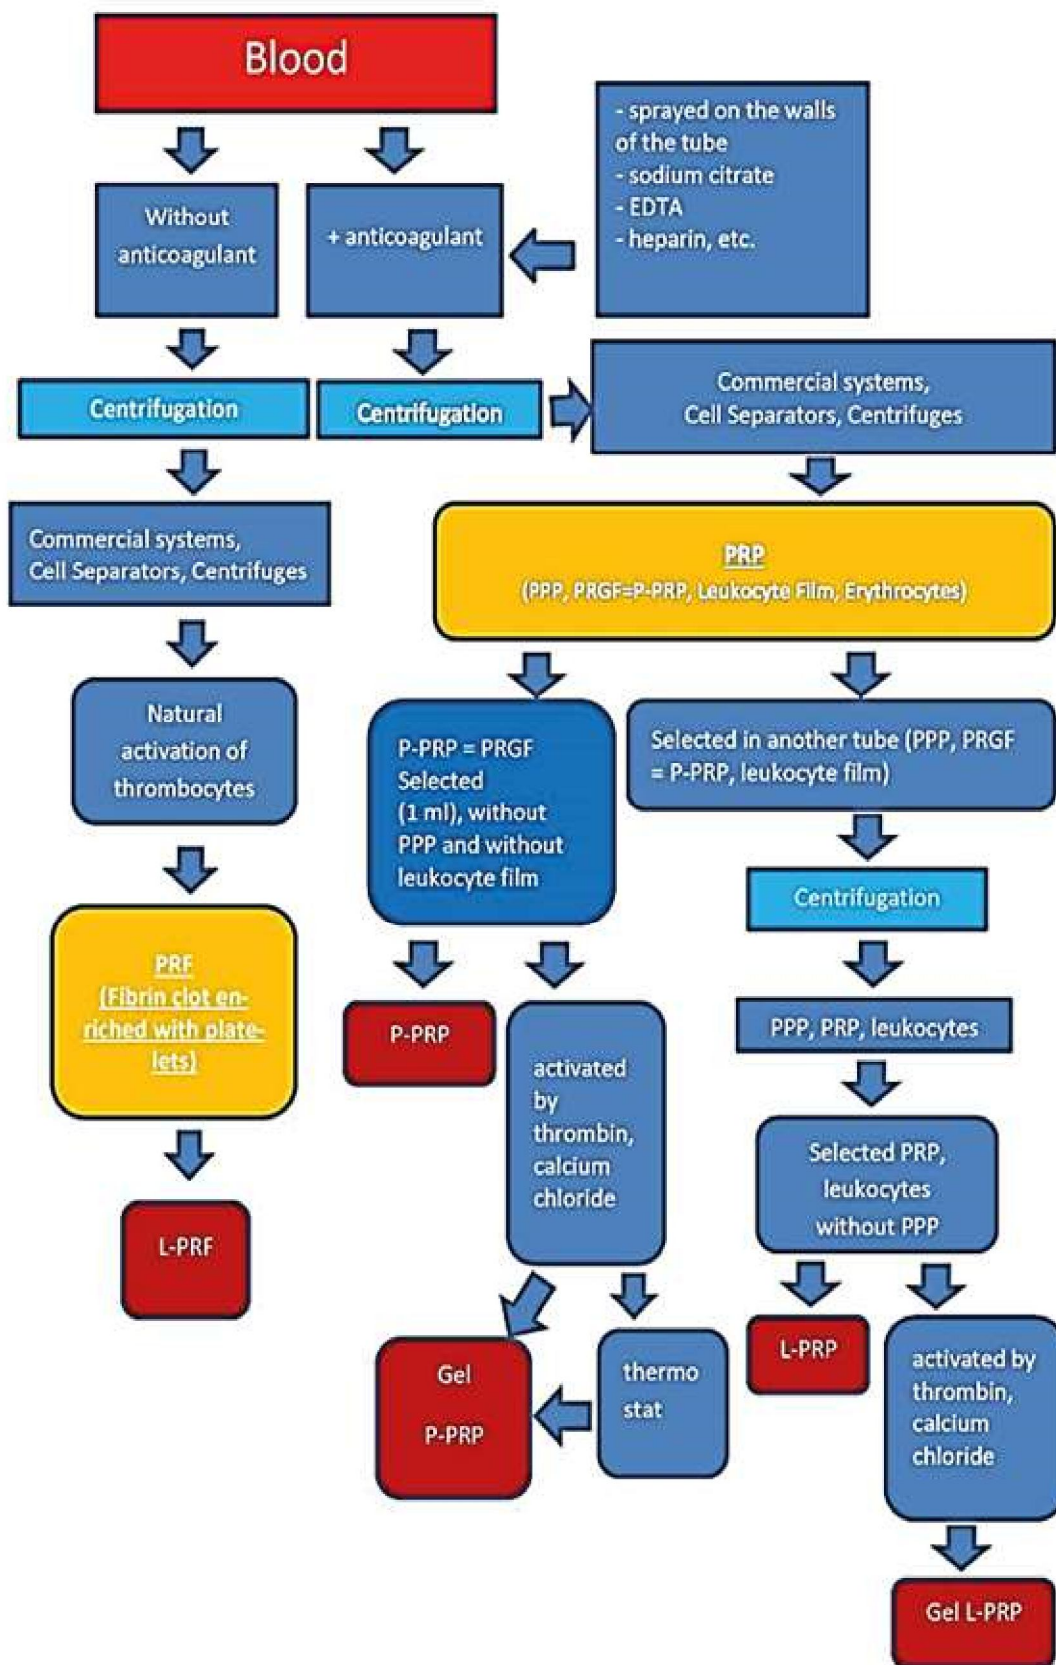 Blood
- sprayed on the walls
of the tube
- sodium citrate
- EDTA
- heparin, etc.
Without
anticoagulant
+ anticoagulant
Centrifugation
Centrifugation
Commercial systems,
Cell Separators, Centrifuges
Commercial systems,
Cell Separators, Centrifuges
PRP
(PPP, PRGF=P-PRP, Leukocyte Film, Erythrocytes)
Natural
activation of
thrombocytes
P-PRP = PRGF
Selected
(1 ml), without
PPP and without
leukocyte film
Selected in another tube (PPP, PRGF
= P-PRP, leukocyte film)
Centrifugation
PRF
(Fibrin clot en-
riched with plate-
lets)
P-PRP
activated
by
thrombin,
calcium
chloride
PPP, PRP, leukocytes
Selected PRP,
leukocytes
without PPP
L-PRF
Gel
P-PRP
thermo
stat
L-PRP
activated by
thrombin,
calcium
chloride
Gel L-PRP